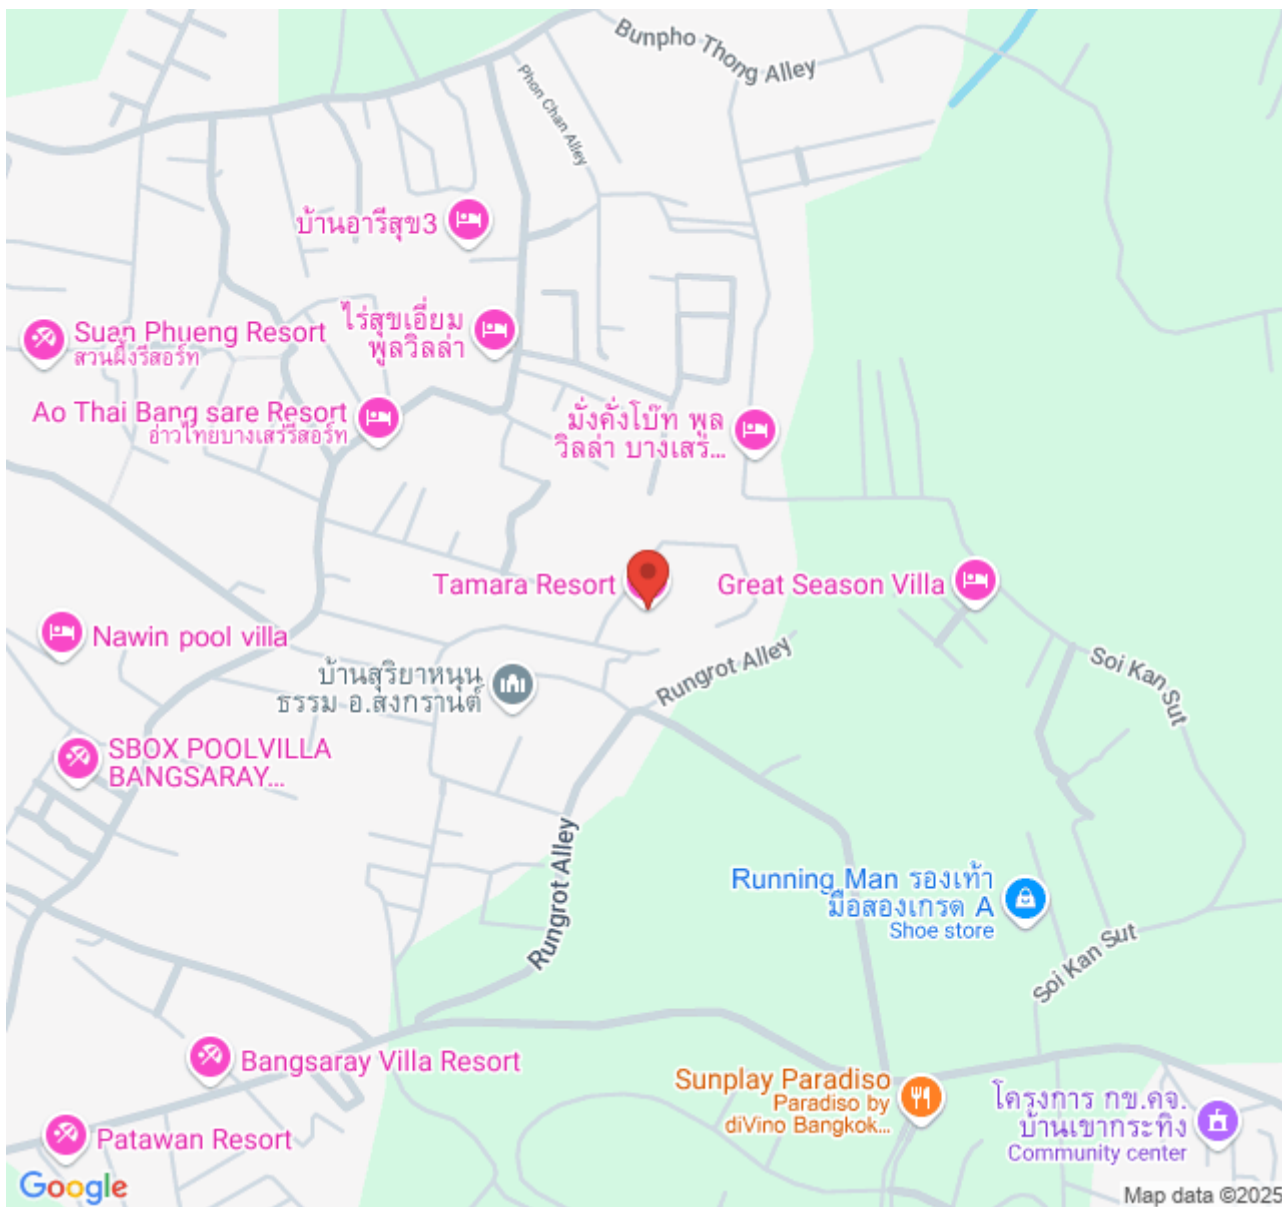 Bunpho Thong Alley
Phon Chan Alley
บ้านอารีสุข3
ไร่สุขเอี่ยม
พูลวิลล่า
Suan Phueng Resort
สวนผึ้งรีสอร์ท
Ao Thai Bang sare Resort
อ่าวไทยบางเสร่รีสอร์ท
มั่งคั่งโบ๊ท พูล
วิลล่า บางเสร่...
Tamara Resort
Great Season Villa
Nawin pool villa
บ้านสุริยาหนุน
ธรรม อ.สงกรานต์
Rungrot Alley
Soi Kan Sut
SBOX POOLVILLA
BANGSARAY...
Rungrot Alley
Running Man รองเท้า
มือสองเกรด A
Shoe store
Soi Kan Sut
Bangsaray Villa Resort
Sunplay Paradiso
Paradiso by
diVino Bangkok...
โครงการ กข.คจ.
บ้านเขากระทิง
Community center
Patawan Resort
Google
Map data ©2025